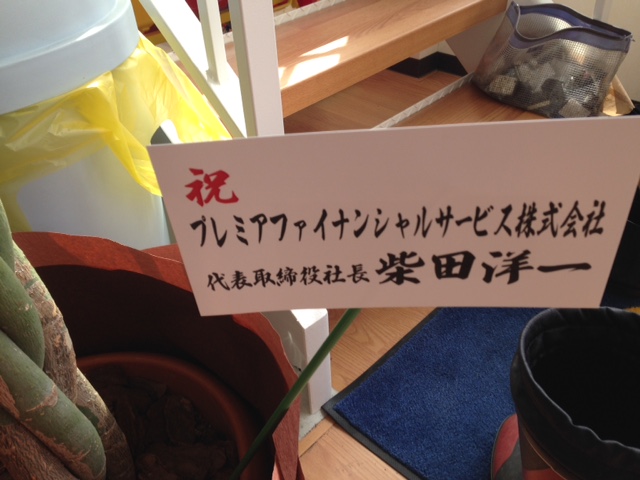 祝
プレミアファイナンシャルサービス株式会社
代表取締役社長 柴田洋一